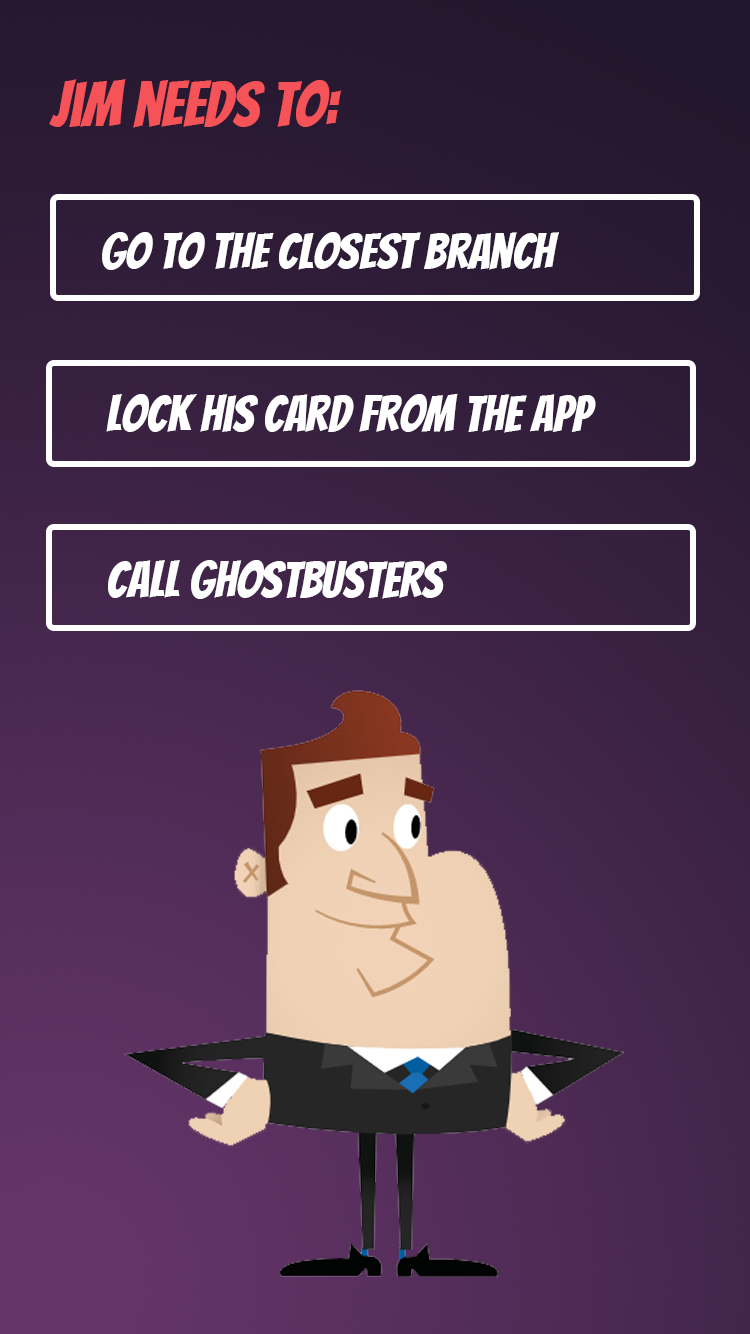 JIM NEEDS TO:
GO TO THE CLOSEST BRANCH
LOCK HIS CARD FROM THE APP
CALL GHOSTBUSTERS